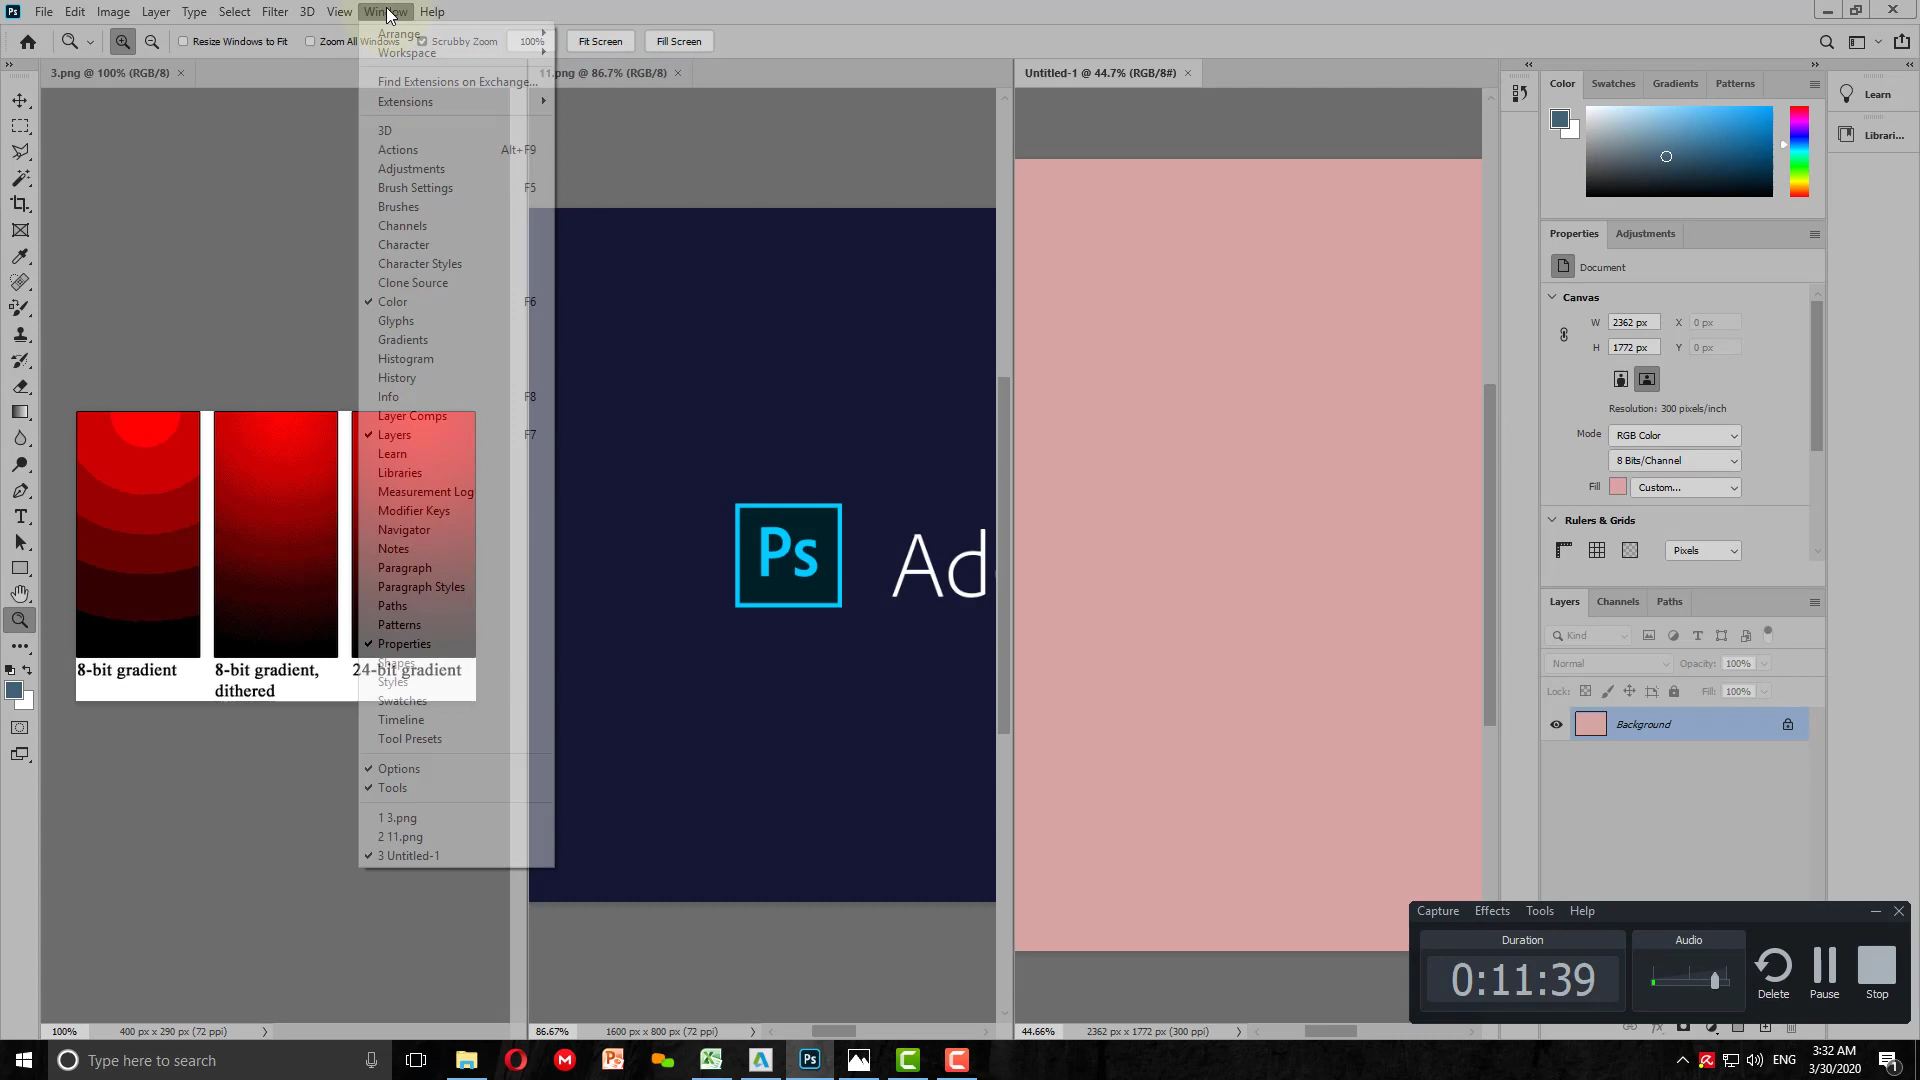 File Edit Image Layer Type Select Filter 3D View Window Help
Resize Windows to Fit Zoom All Windows Scrubby Zoom 100% Fit Screen Fill Screen
3.png @ 100% (RGB/8) ×
11.png @ 86.7% (RGB/8) ×
Untitled-1 @ 44.7% (RGB/8#) ×
Arrange
Workspace
Find Extensions on Exchange...
Extensions
3D
Actions Alt+F9
Adjustments
Brush Settings F5
Brushes
Channels
Character
Character Styles
Clone Source
Color F6
Glyphs
Gradients
Histogram
History
Info F8
Layer Comps
Layers F7
Learn
Libraries
Measurement Log
Modifier Keys
Navigator
Notes
Paragraph
Paragraph Styles
Paths
Patterns
Properties
Shapes
Styles
Swatches
Timeline
Tool Presets
Options
Tools
1 3.png
2 11.png
3 Untitled-1
8-bit gradient
8-bit gradient,
dithered
24-bit gradient
Ps
Color Swatches Gradients Patterns
Learn
Librari...
Properties Adjustments
Document
Canvas
W 2362 px X 0 px
H 1772 px Y 0 px
Resolution: 300 pixels/inch
Mode RGB Color
8 Bits/Channel
Fill Custom...
Rulers & Grids
Pixels
Layers Channels Paths
Kind
Normal Opacity: 100%
Lock: Fill: 100%
Background
Capture Effects Tools Help
Duration
0:11:39
Audio
Delete Pause Stop
100% 400 px x 290 px (72 ppi)
86.67% 1600 px x 800 px (72 ppi)
44.66% 2362 px x 1772 px (300 ppi)
Type here to search
ENG
3:32 AM
3/30/2020